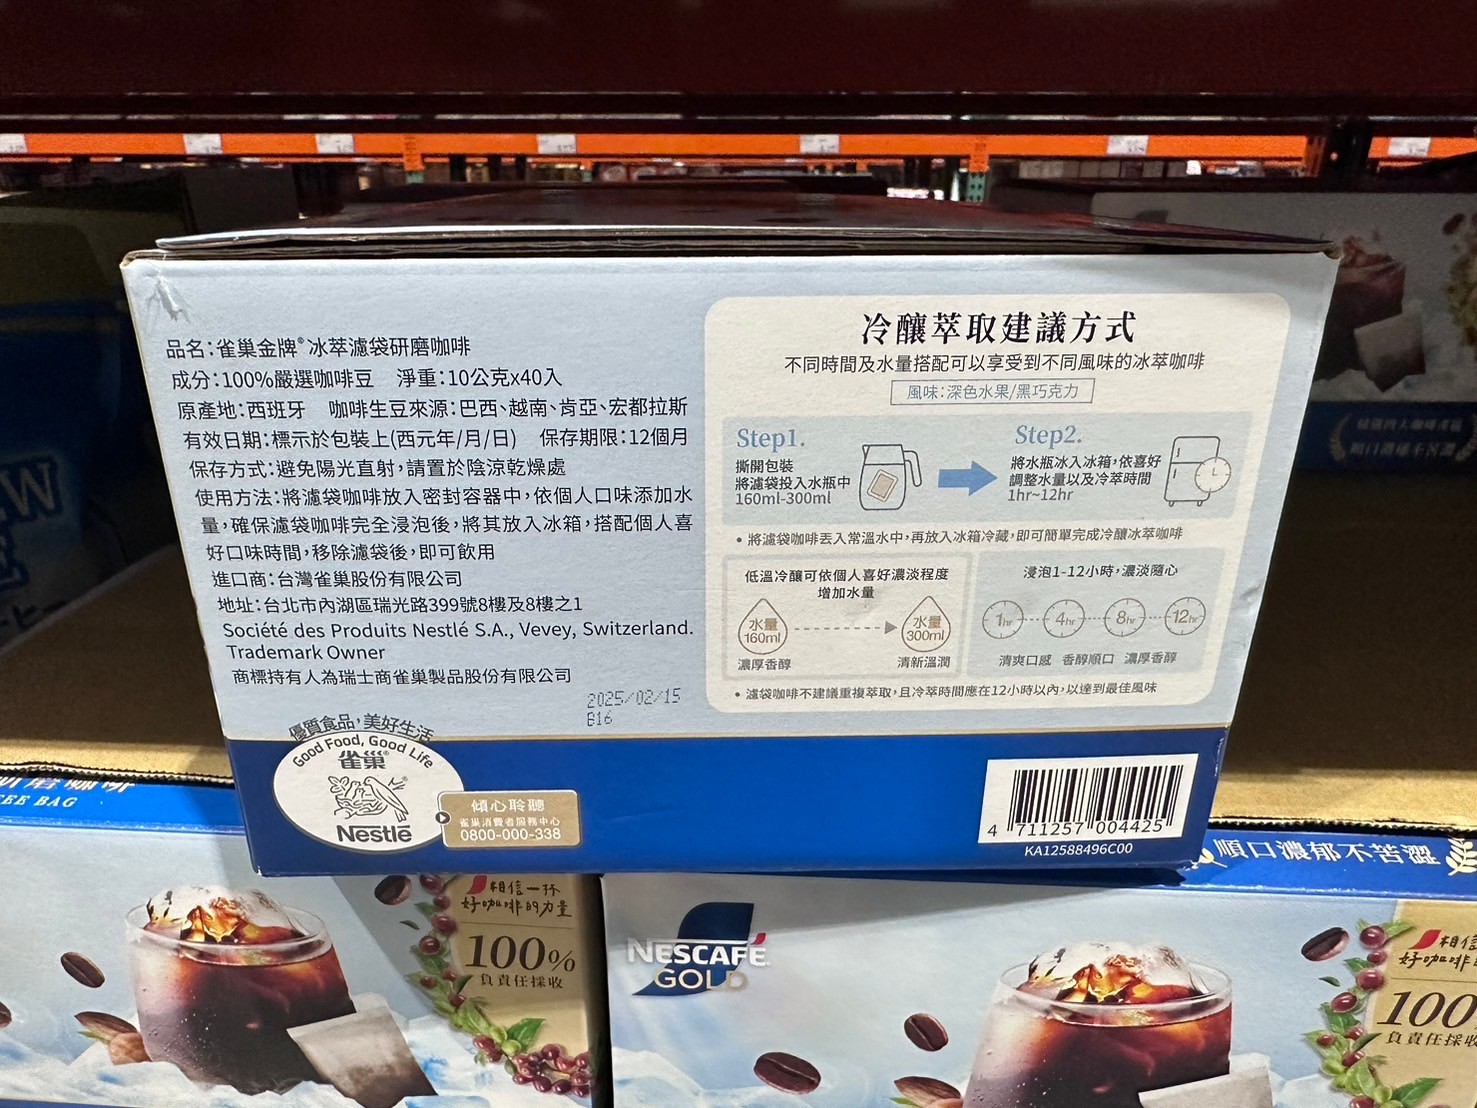 品名:雀巢金牌®冰萃濾袋研磨咖啡
成分:100%嚴選咖啡豆 淨重:10公克x40入
原產地:西班牙 咖啡生豆來源:巴西、越南、肯亞、宏都拉斯
有效日期:標示於包裝上(西元年/月/日) 保存期限:12個月
保存方式:避免陽光直射,請置於陰涼乾燥處
使用方法:將濾袋咖啡放入密封容器中,依個人口味添加水
量,確保濾袋咖啡完全浸泡後,將其放入冰箱,搭配個人喜
好口味時間,移除濾袋後,即可飲用
進口商:台灣雀巢股份有限公司
地址:台北市內湖區瑞光路399號8樓及8樓之1
Société des Produits Nestlé S.A., Vevey, Switzerland.
Trademark Owner
商標持有人為瑞士商雀巢製品股份有限公司
2025/02/15
B16
優質食品,美好生活
Good Food, Good Life
雀巢®
Nestlé
傾心聆聽
雀巢消費者服務中心
0800-000-338
冷釀萃取建議方式
不同時間及水量搭配可以享受到不同風味的冰萃咖啡
風味:深色水果/黑巧克力
Step1.
撕開包裝
將濾袋投入水瓶中
160ml-300ml
Step2.
將水瓶冰入冰箱,依喜好
調整水量以及冷萃時間
1hr~12hr
• 將濾袋咖啡丟入常溫水中,再放入冰箱冷藏,即可簡單完成冷釀冰萃咖啡
低溫冷釀可依個人喜好濃淡程度
增加水量
水量
160ml
水量
300ml
濃厚香醇
清新溫潤
浸泡1-12小時,濃淡隨心
1hr 4hr 8hr 12hr
清爽口感 香醇順口 濃厚香醇
• 濾袋咖啡不建議重複萃取,且冷萃時間應在12小時以內,以達到最佳風味
4 711257 004425
KA12588496C00
EE BAG
相信一杯
好咖啡的力量
100%
負責任採收
NESCAFÉ
GOLD
順口濃郁不苦澀
相信
好咖啡
100
負責任採收